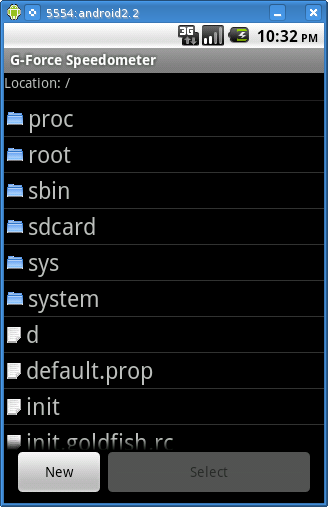 5554:android2.2
3G
10:32 PM
G-Force Speedometer
Location: /
proc
root
sbin
sdcard
sys
system
d
default.prop
init
init.goldfish.rc
New
Select